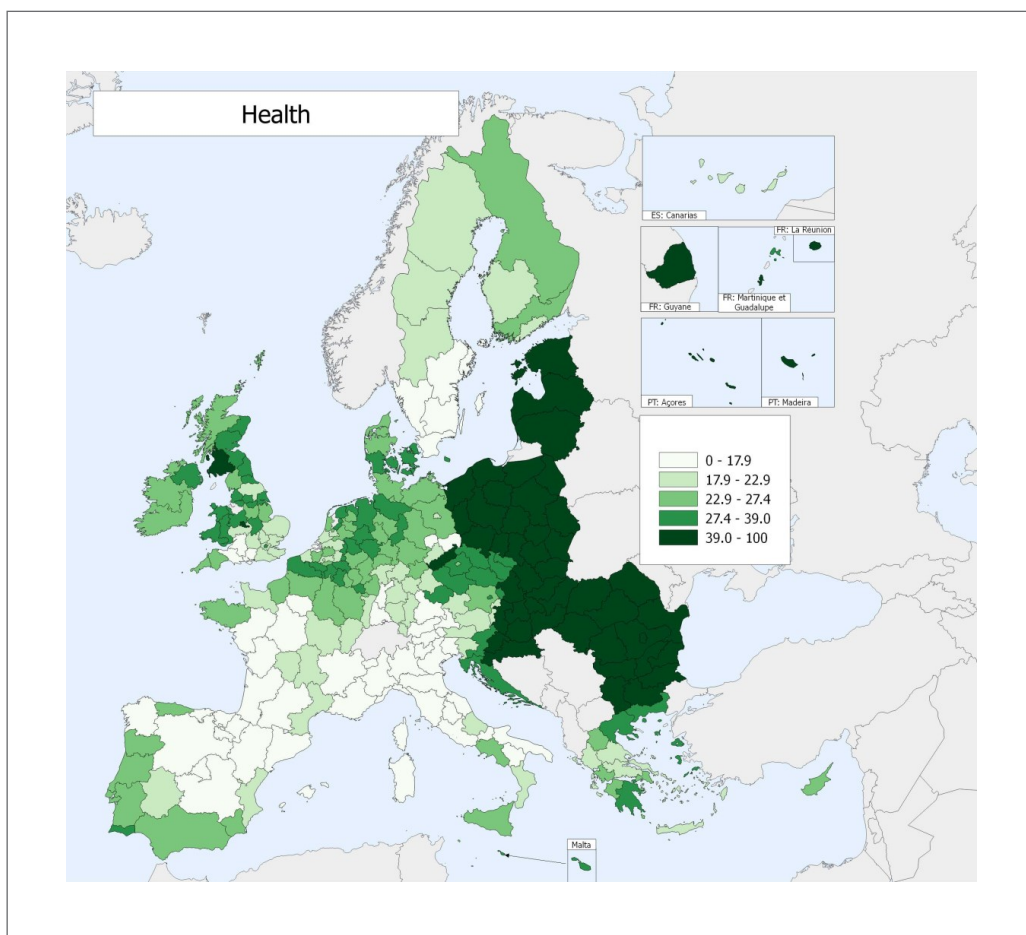 Health
ES: Canarias
FR: La Réunion
FR: Guyane
FR: Martinique et
Guadalupe
PT: Açores
PT: Madeira
0 - 17.9
17.9 - 22.9
22.9 - 27.4
27.4 - 39.0
39.0 - 100
Malta